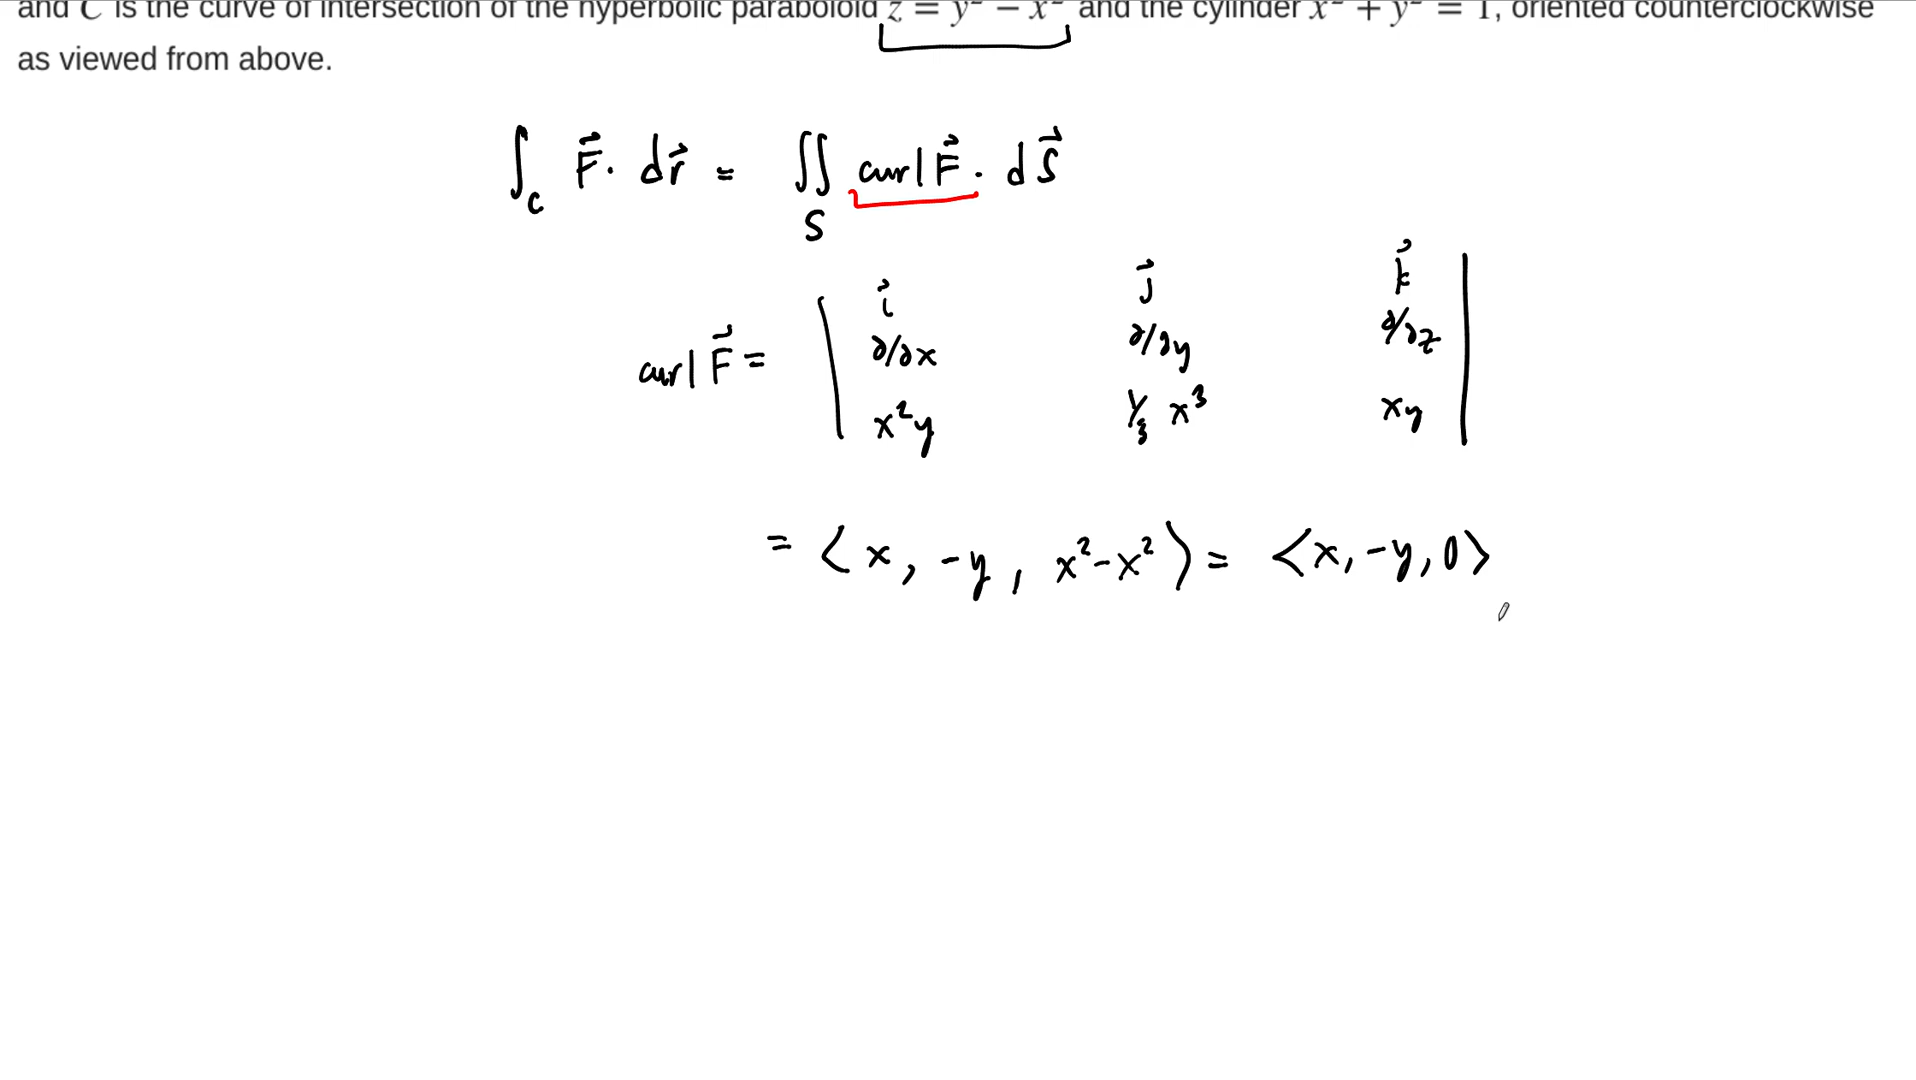 and C is the curve of intersection of the hyperbolic paraboloid z = y² − x² and the cylinder x² + y² = 1, oriented counterclockwise
as viewed from above.
∫_C F⃗ · dr⃗ = ∬_S curl F⃗ · dS⃗
curl F⃗ = | i⃗ j⃗ k⃗ |
∂/∂x ∂/∂y ∂/∂z
x²y 1/3 x³ xy
= ⟨x, -y, x²-x²⟩ = ⟨x, -y, 0⟩